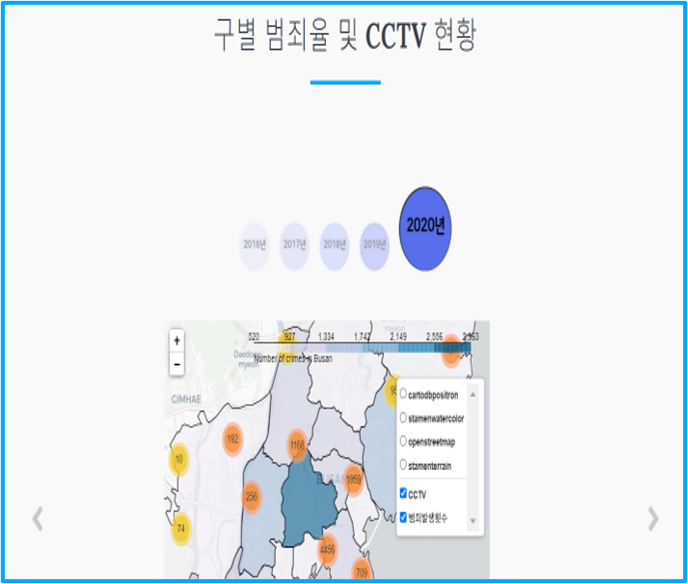 구별 범죄율 및 CCTV 현황
2016년 2017년 2018년 2019년 2020년
+
−
520 927 1,334 1,742 2,149 2,556 2,963
Number of crimes in Busan
Daedong-myeon
GIMHAE
cartodbpositron
stamenwatercolor
openstreetmap
stamenterrain
CCTV
범죄발생횟수
192
1168
10
256
1959
74
4456
709